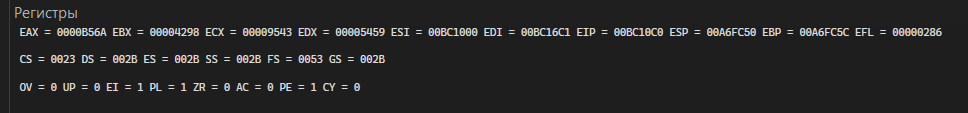 Регистры
EAX = 0000B56A EBX = 00004298 ECX = 00009543 EDX = 00005459 ESI = 00BC1000 EDI = 00BC16C1 EIP = 00BC10C0 ESP = 00A6FC50 EBP = 00A6FC5C EFL = 00000286
CS = 0023 DS = 002B ES = 002B SS = 002B FS = 0053 GS = 002B
OV = 0 UP = 0 EI = 1 PL = 1 ZR = 0 AC = 0 PE = 1 CY = 0